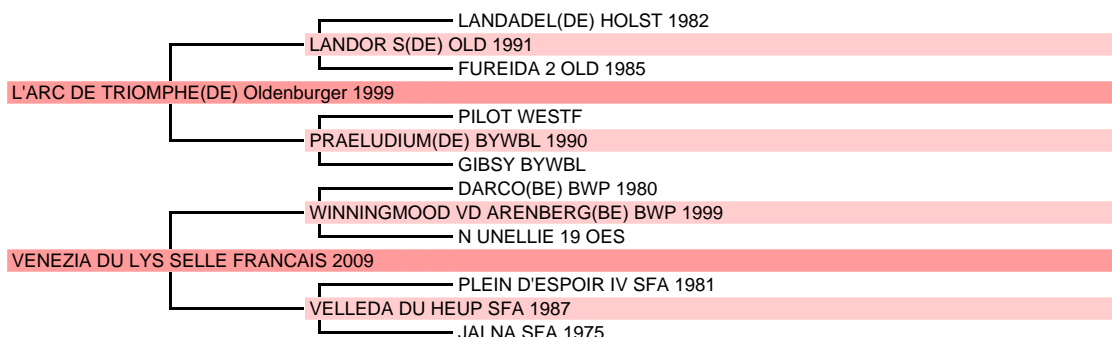 LANDADEL(DE) HOLST 1982
LANDOR S(DE) OLD 1991
FUREIDA 2 OLD 1985
L'ARC DE TRIOMPHE(DE) Oldenburger 1999
PILOT WESTF
PRAELUDIUM(DE) BYWBL 1990
GIBSY BYWBL
DARCO(BE) BWP 1980
WINNINGMOOD VD ARENBERG(BE) BWP 1999
N UNELLIE 19 OES
VENEZIA DU LYS SELLE FRANCAIS 2009
PLEIN D'ESPOIR IV SFA 1981
VELLEDA DU HEUP SFA 1987
JALNA SFA 1975